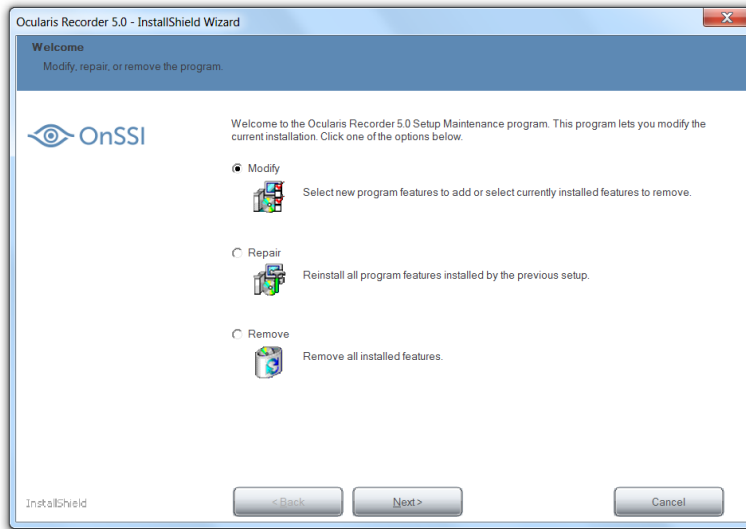 Ocularis Recorder 5.0 - InstallShield Wizard
X
Welcome
Modify, repair, or remove the program.
OnSSI
Welcome to the Ocularis Recorder 5.0 Setup Maintenance program. This program lets you modify the
current installation. Click one of the options below.
Modify
Select new program features to add or select currently installed features to remove.
Repair
Reinstall all program features installed by the previous setup.
Remove
Remove all installed features.
InstallShield
< Back
Next >
Cancel